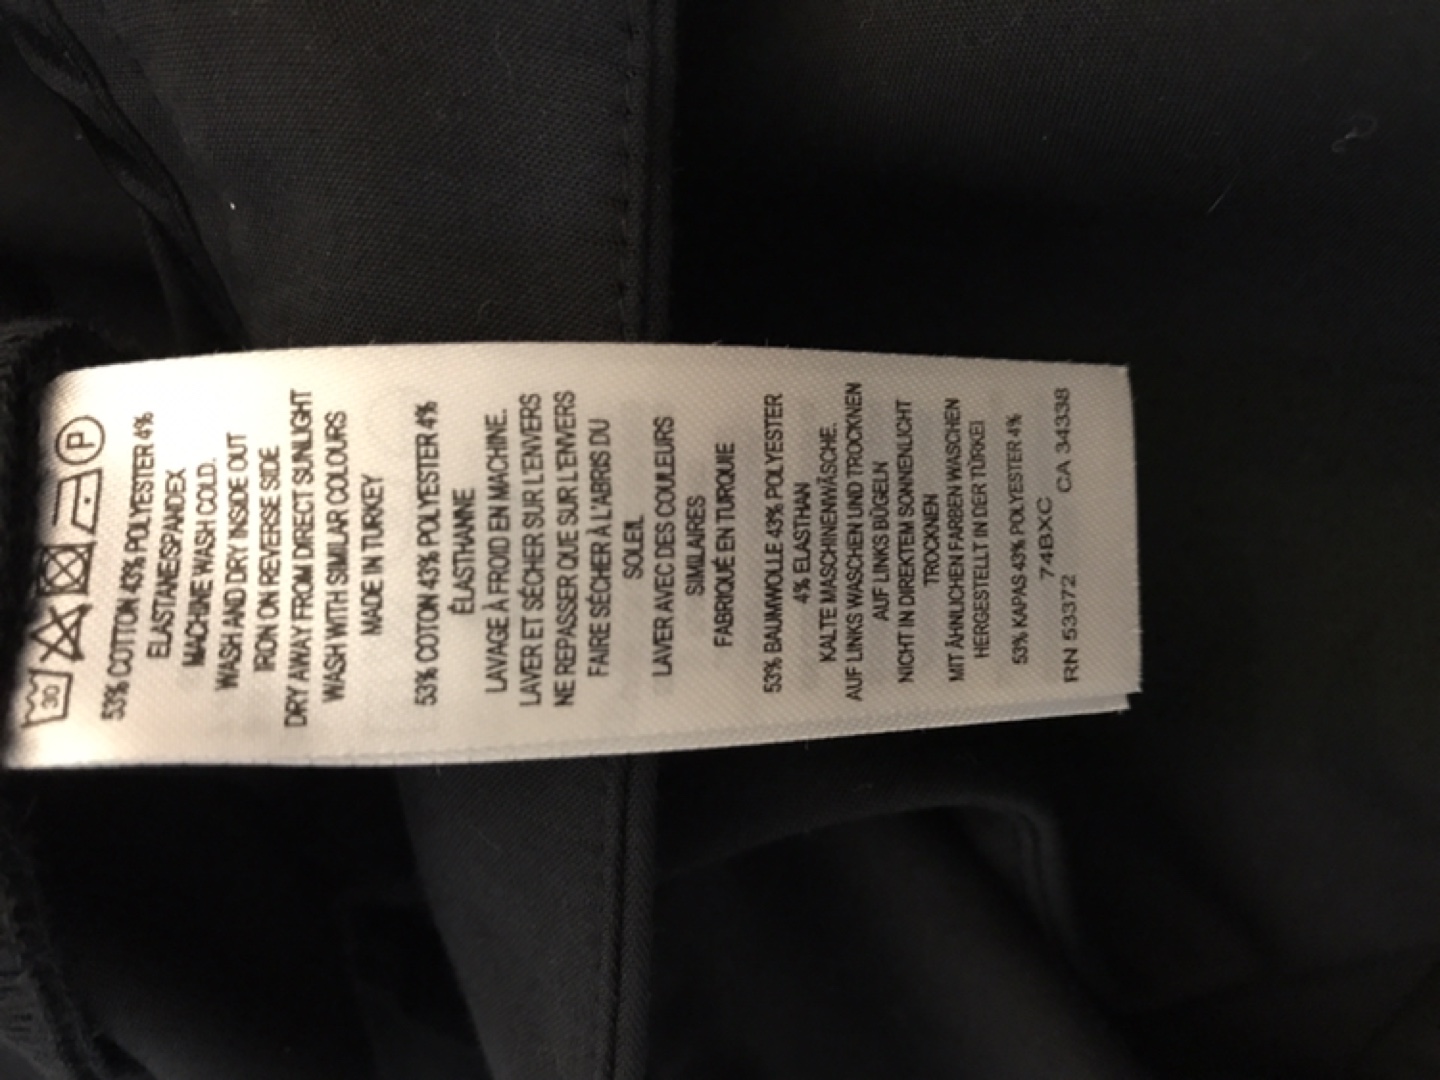 30 P
53% COTTON 43% POLYESTER 4%
ELASTANE/SPANDEX
MACHINE WASH COLD.
WASH AND DRY INSIDE OUT
IRON ON REVERSE SIDE
DRY AWAY FROM DIRECT SUNLIGHT
WASH WITH SIMILAR COLOURS
MADE IN TURKEY
53% COTON 43% POLYESTER 4%
ÉLASTHANNE
LAVAGE À FROID EN MACHINE.
LAVER ET SÉCHER SUR L'ENVERS
NE REPASSER QUE SUR L'ENVERS
FAIRE SÉCHER À L'ABRIS DU
SOLEIL
LAVER AVEC DES COULEURS
SIMILAIRES
FABRIQUÉ EN TURQUIE
53% BAUMWOLLE 43% POLYESTER
4% ELASTHAN
KALTE MASCHINENWÄSCHE.
AUF LINKS WASCHEN UND TROCKNEN
AUF LINKS BÜGELN
NICHT IN DIREKTEM SONNENLICHT
TROCKNEN
MIT ÄHNLICHEN FARBEN WASCHEN
HERGESTELLT IN DER TÜRKEI
53% KAPAS 43% POLYESTER 4%
74BXC
RN 53372 CA 34338